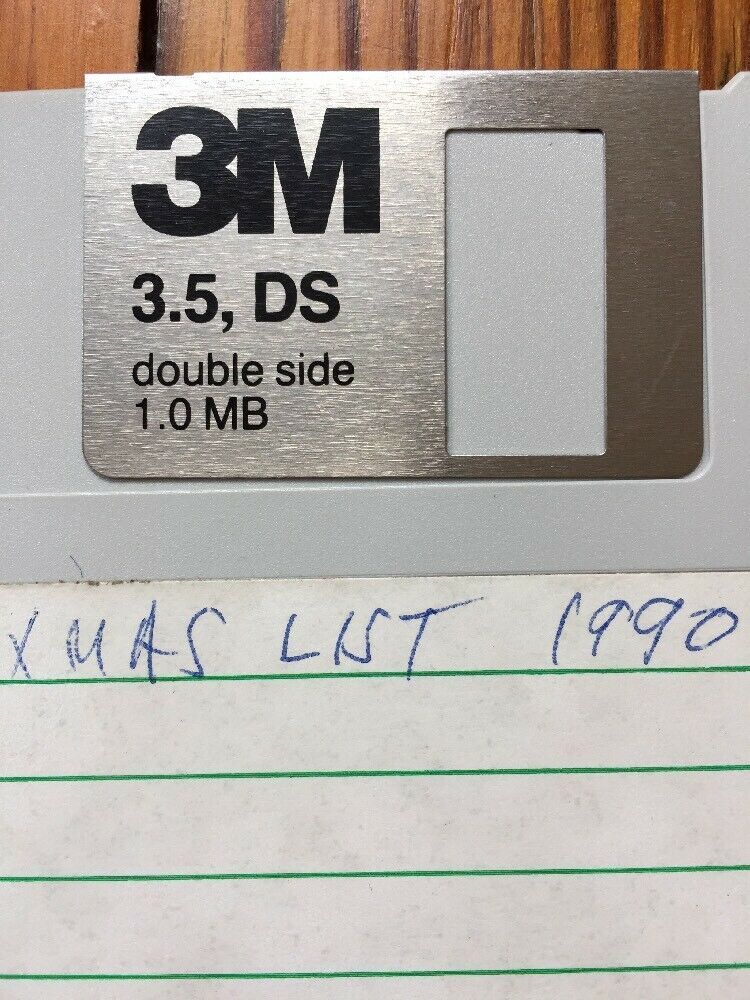 3M
3.5, DS
double side
1.0 MB
XMAS LIST 1990